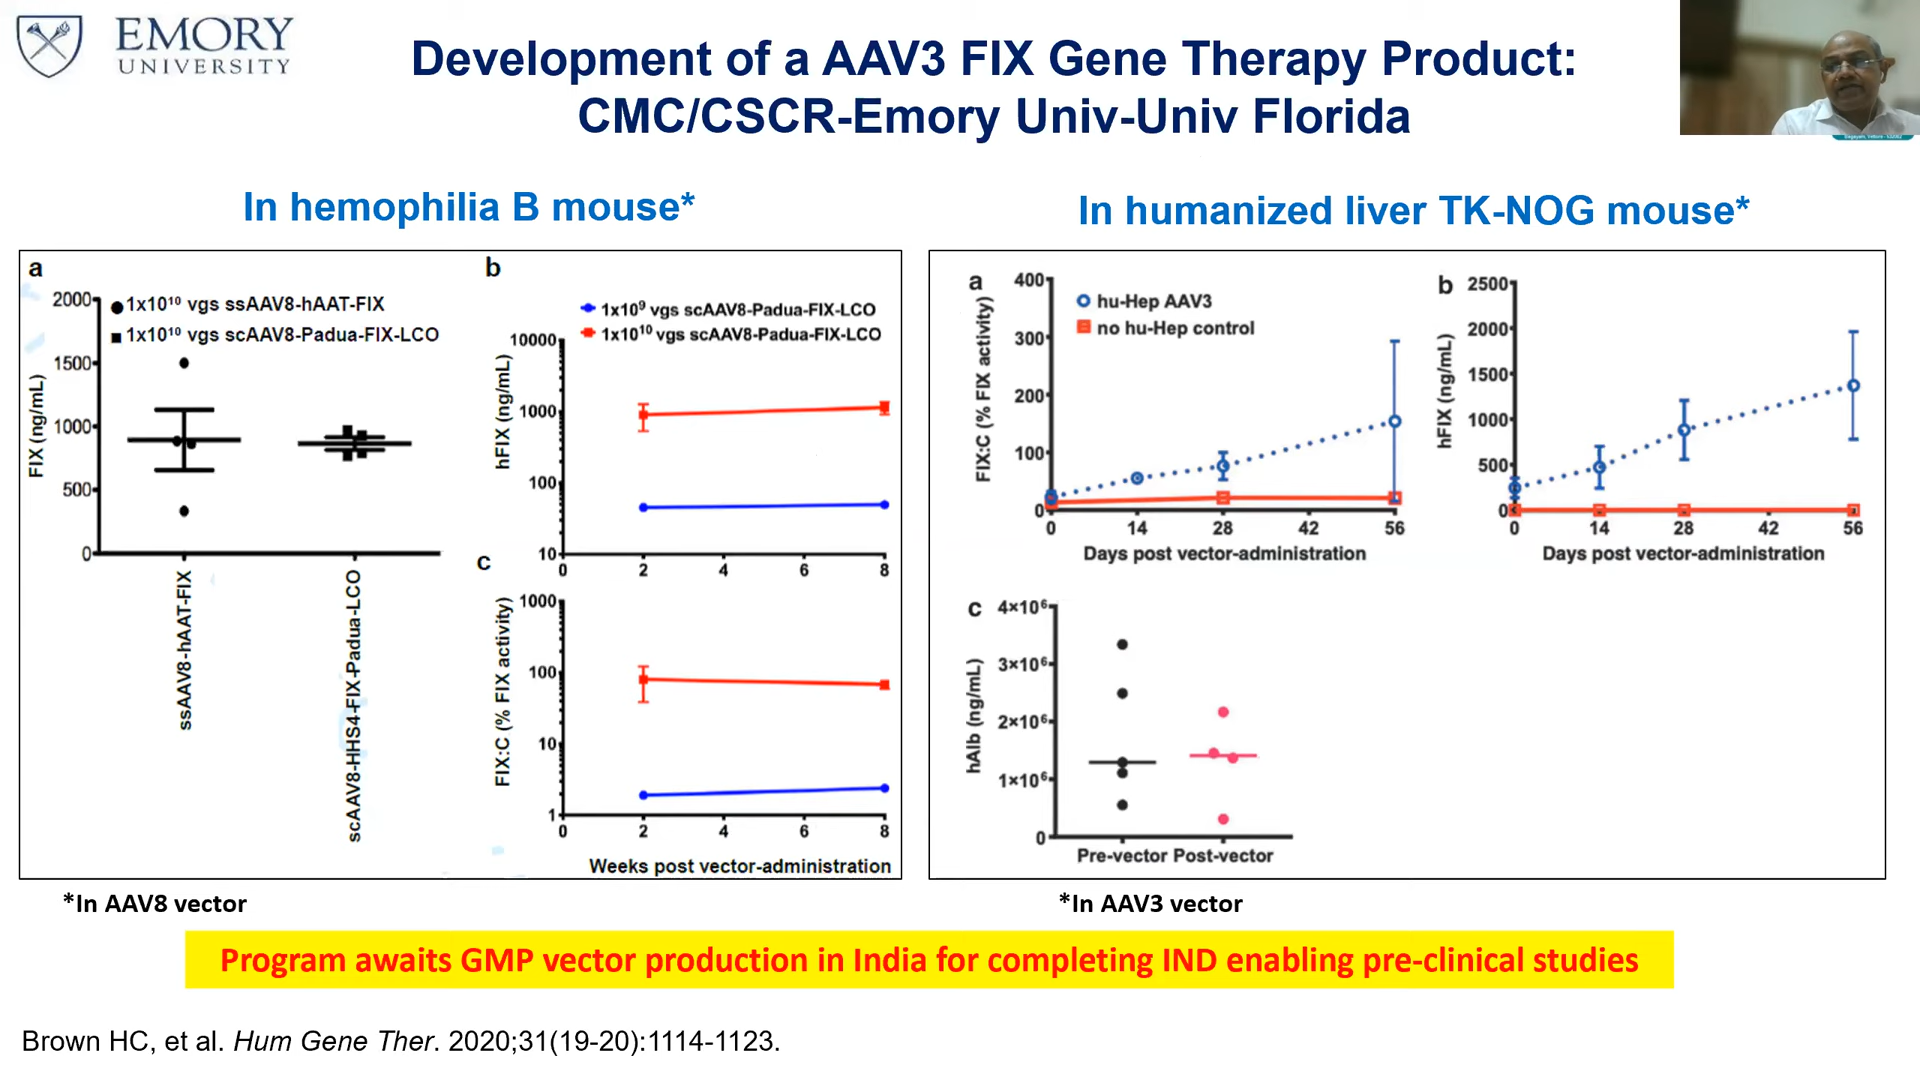 EMORY
UNIVERSITY
Development of a AAV3 FIX Gene Therapy Product:
CMC/CSCR-Emory Univ-Univ Florida
In hemophilia B mouse*
a
2000
1500
1000
500
0
FIX (ng/mL)
1x10¹⁰ vgs ssAAV8-hAAT-FIX
1x10¹⁰ vgs scAAV8-Padua-FIX-LCO
ssAAV8-hAAT-FIX
scAAV8-HHS4-FIX-Padua-LCO
b
1x10⁹ vgs scAAV8-Padua-FIX-LCO
1x10¹⁰ vgs scAAV8-Padua-FIX-LCO
hFIX (ng/mL)
10000
1000
100
10
0 2 4 6 8
c
FIX:C (% FIX activity)
1000
100
10
1
0 2 4 6 8
Weeks post vector-administration
*In AAV8 vector
In humanized liver TK-NOG mouse*
a
FIX:C (% FIX activity)
400
300
200
100
0
hu-Hep AAV3
no hu-Hep control
0 14 28 42 56
Days post vector-administration
b
hFIX (ng/mL)
2500
2000
1500
1000
500
0
0 14 28 42 56
Days post vector-administration
c
hAlb (ng/mL)
4×10⁶
3×10⁶
2×10⁶
1×10⁶
0
Pre-vector Post-vector
*In AAV3 vector
Program awaits GMP vector production in India for completing IND enabling pre-clinical studies
Brown HC, et al. Hum Gene Ther. 2020;31(19-20):1114-1123.